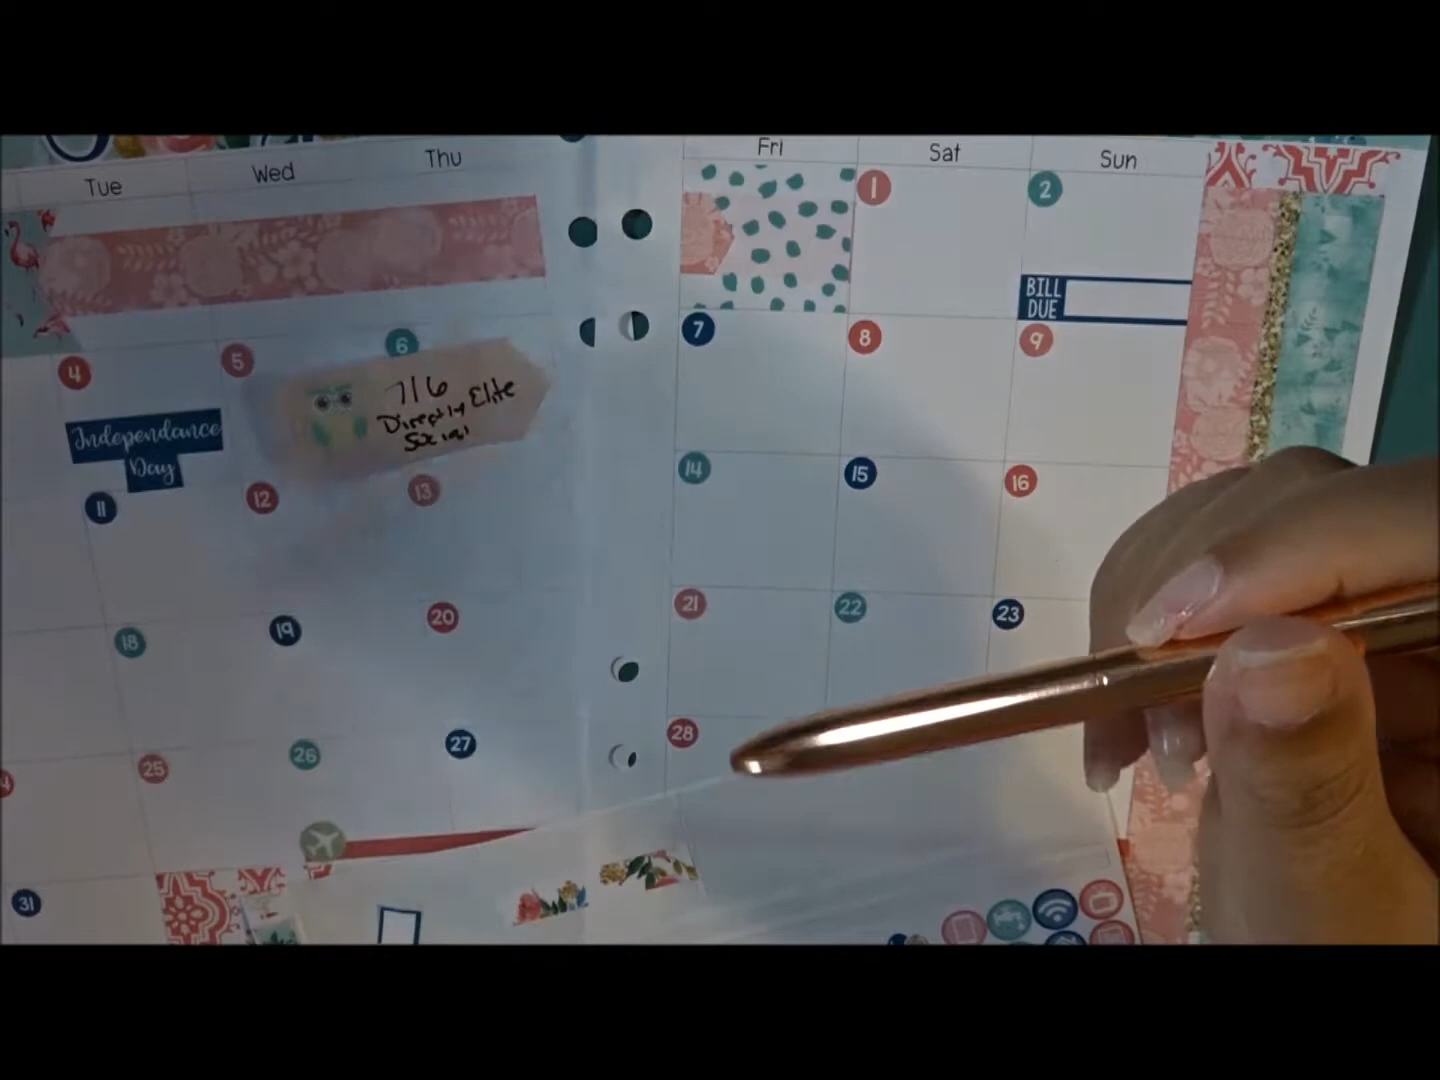 Tue Wed Thu Fri Sat Sun
1 2
BILL
DUE
4 5 6 7 8 9
Independance
Day
7/6
Directly Elite
Social
11 12 13 14 15 16
18 19 20 21 22 23
25 26 27 28
31